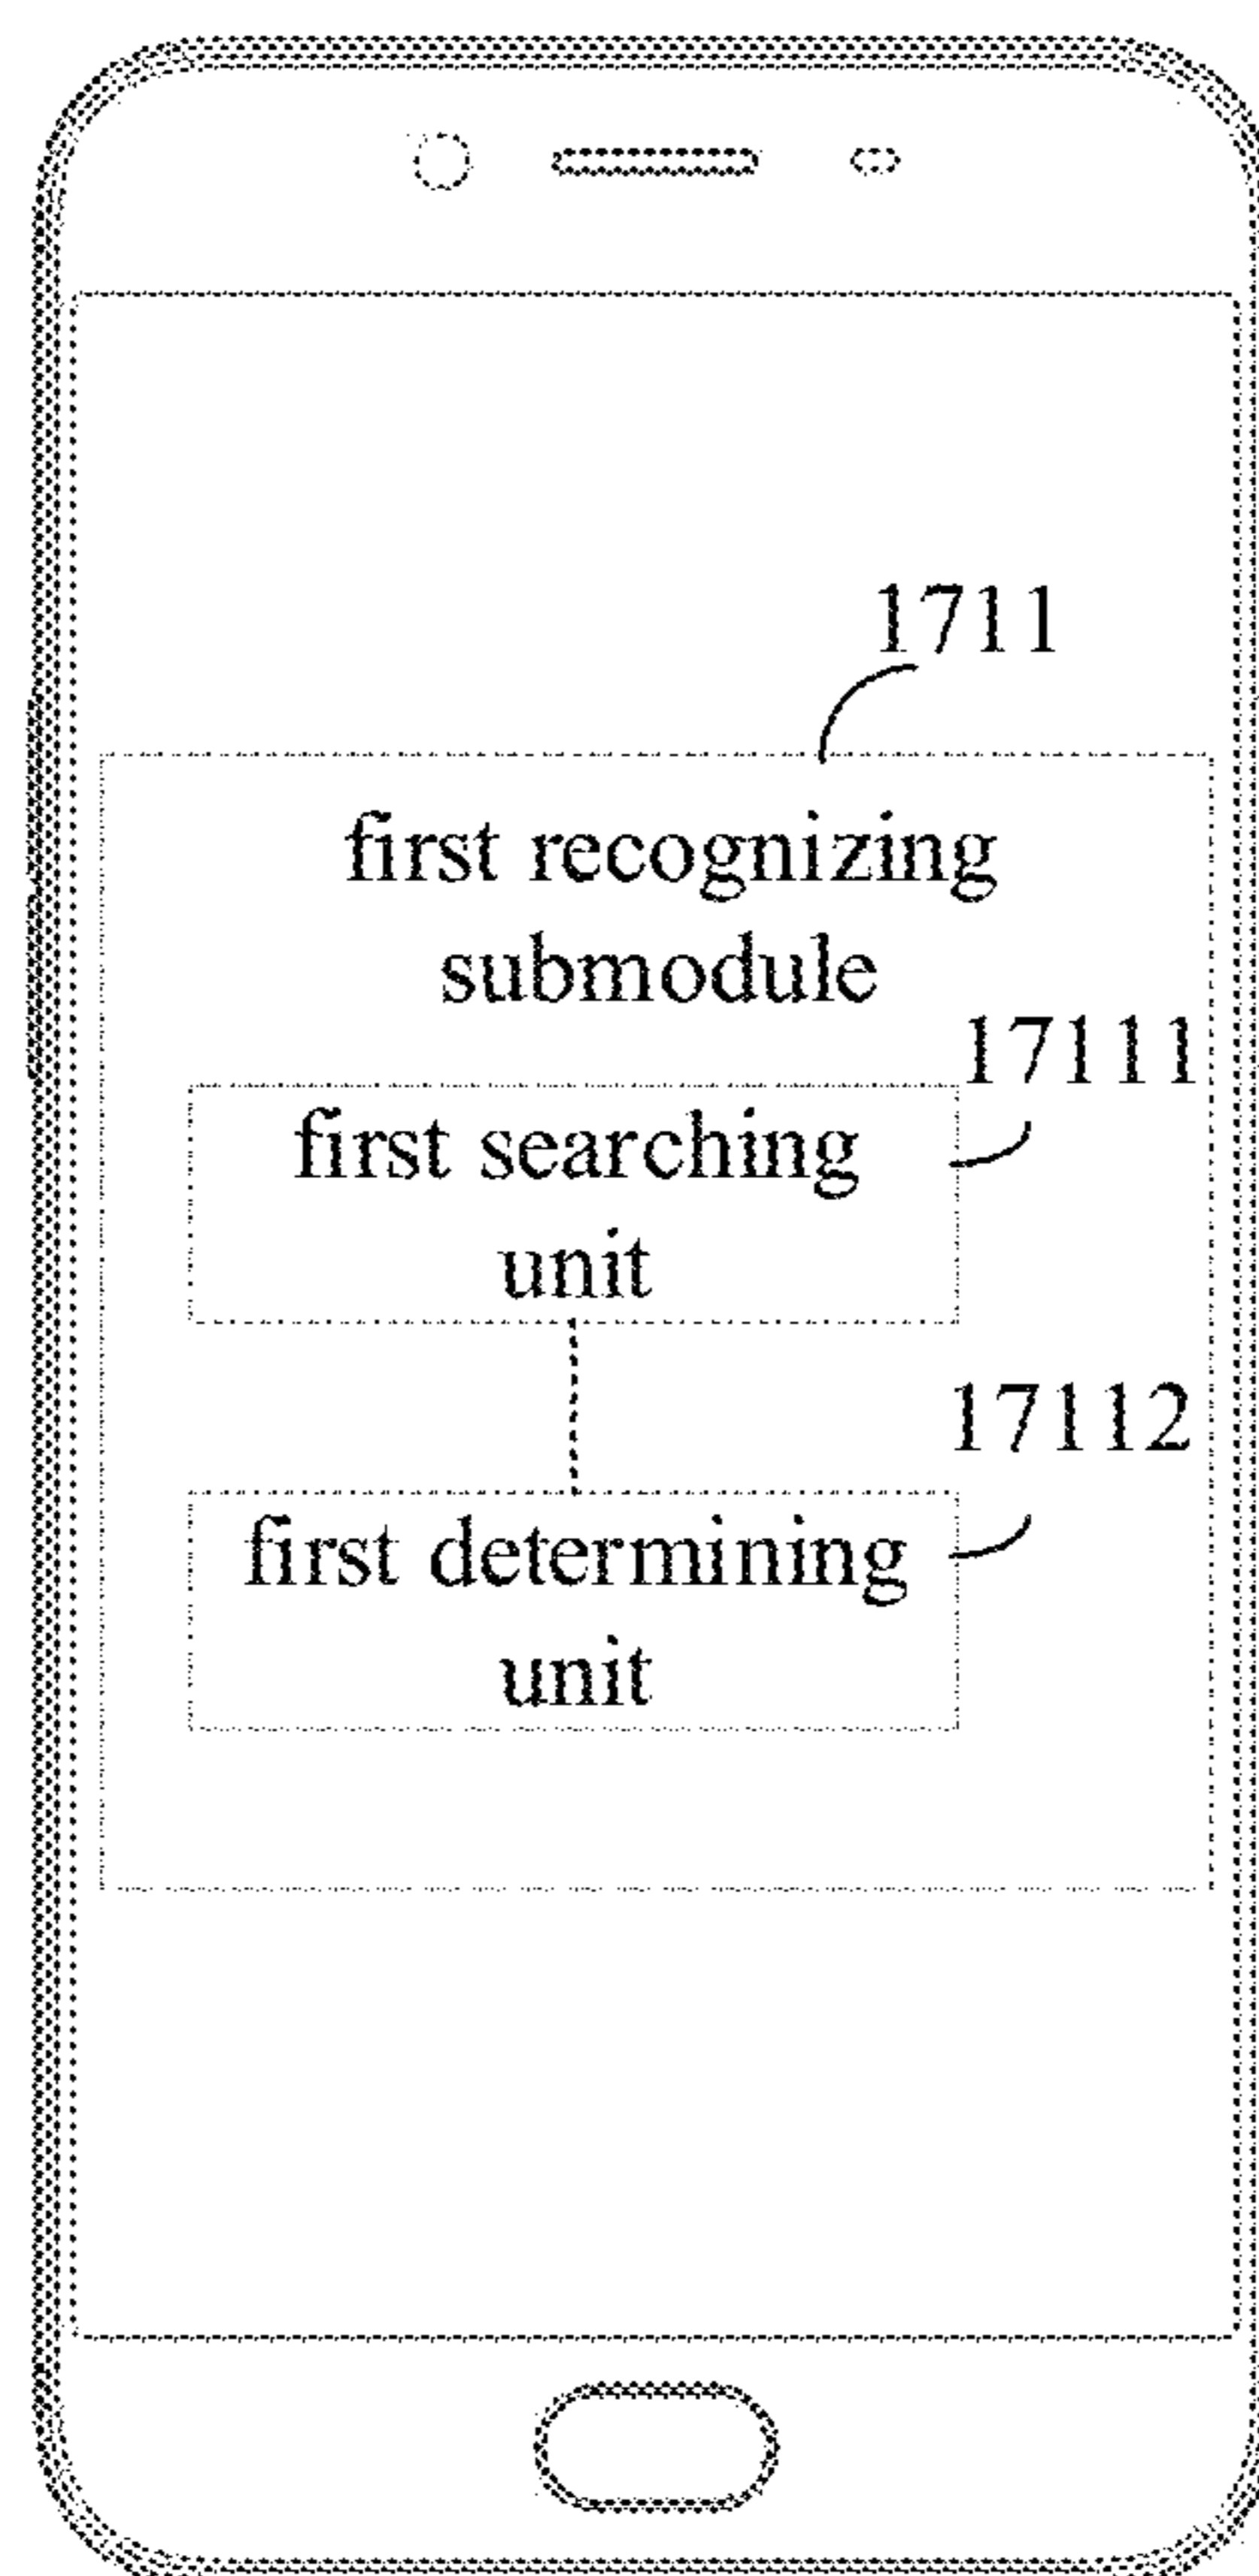 1711
first recognizing
submodule
17111
first searching
unit
17112
first determining
unit